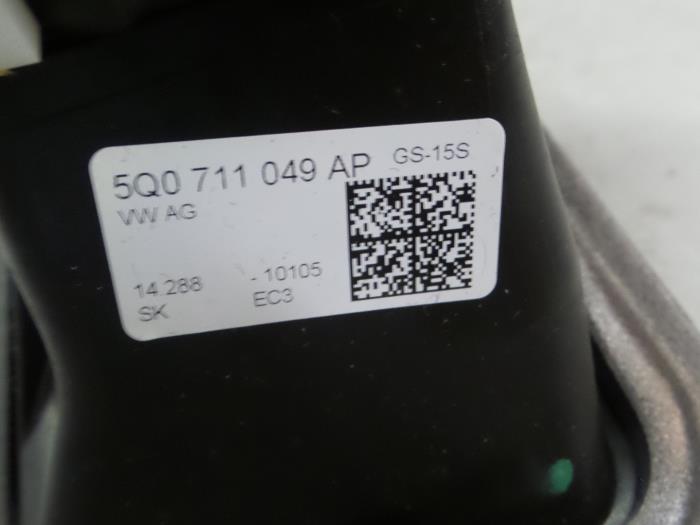 5Q0 711 049 AP GS-15S
VW AG
14.288 - 10105
SK EC3